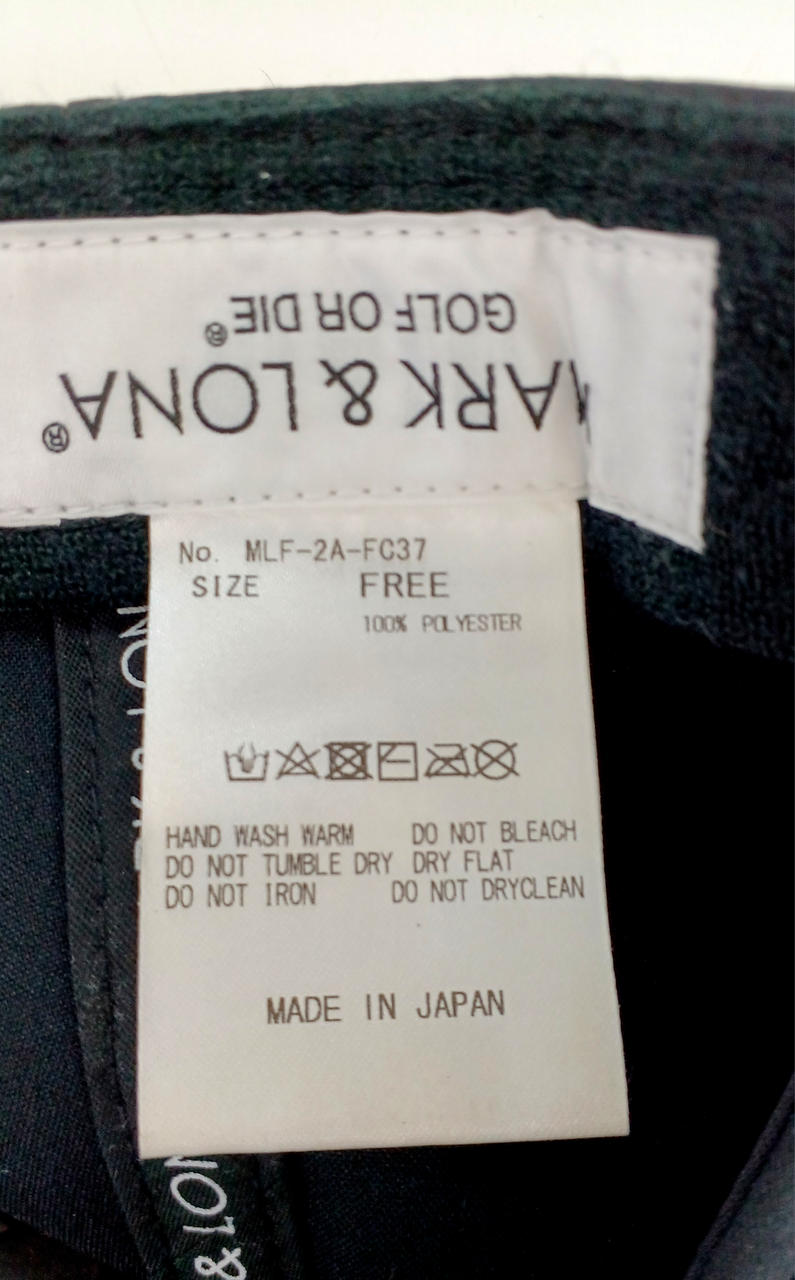 GOLF OR DIE®
MARK & LONA®
No. MLF-2A-FC37
SIZE FREE
100% POLYESTER
HAND WASH WARM DO NOT BLEACH
DO NOT TUMBLE DRY DRY FLAT
DO NOT IRON DO NOT DRYCLEAN
MADE IN JAPAN